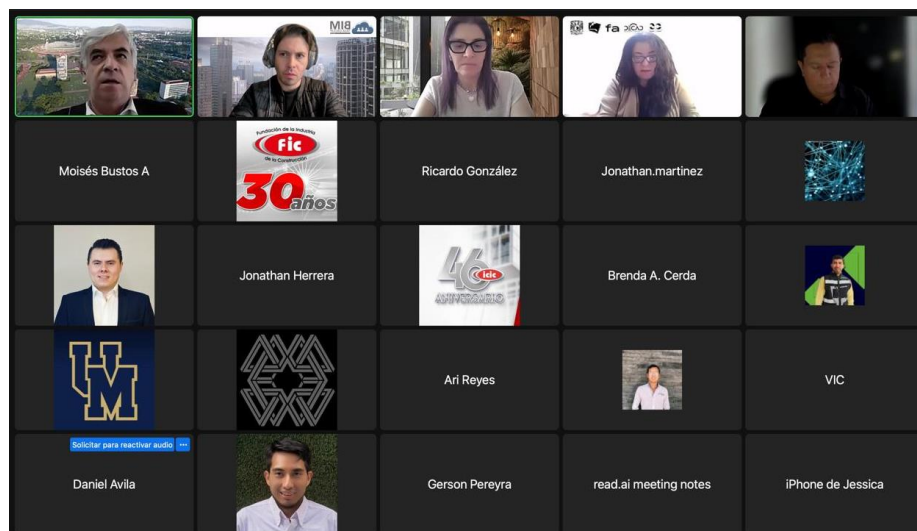 BIM
fa
Moisés Bustos A
Fundación de la Industria
FIC
de la Construcción
30
años
Ricardo González
Jonathan.martinez
Jonathan Herrera
46
icic
ANIVERSARIO
Brenda A. Cerda
UM
Ari Reyes
VIC
Solicitar para reactivar audio
Daniel Avila
Gerson Pereyra
read.ai meeting notes
iPhone de Jessica